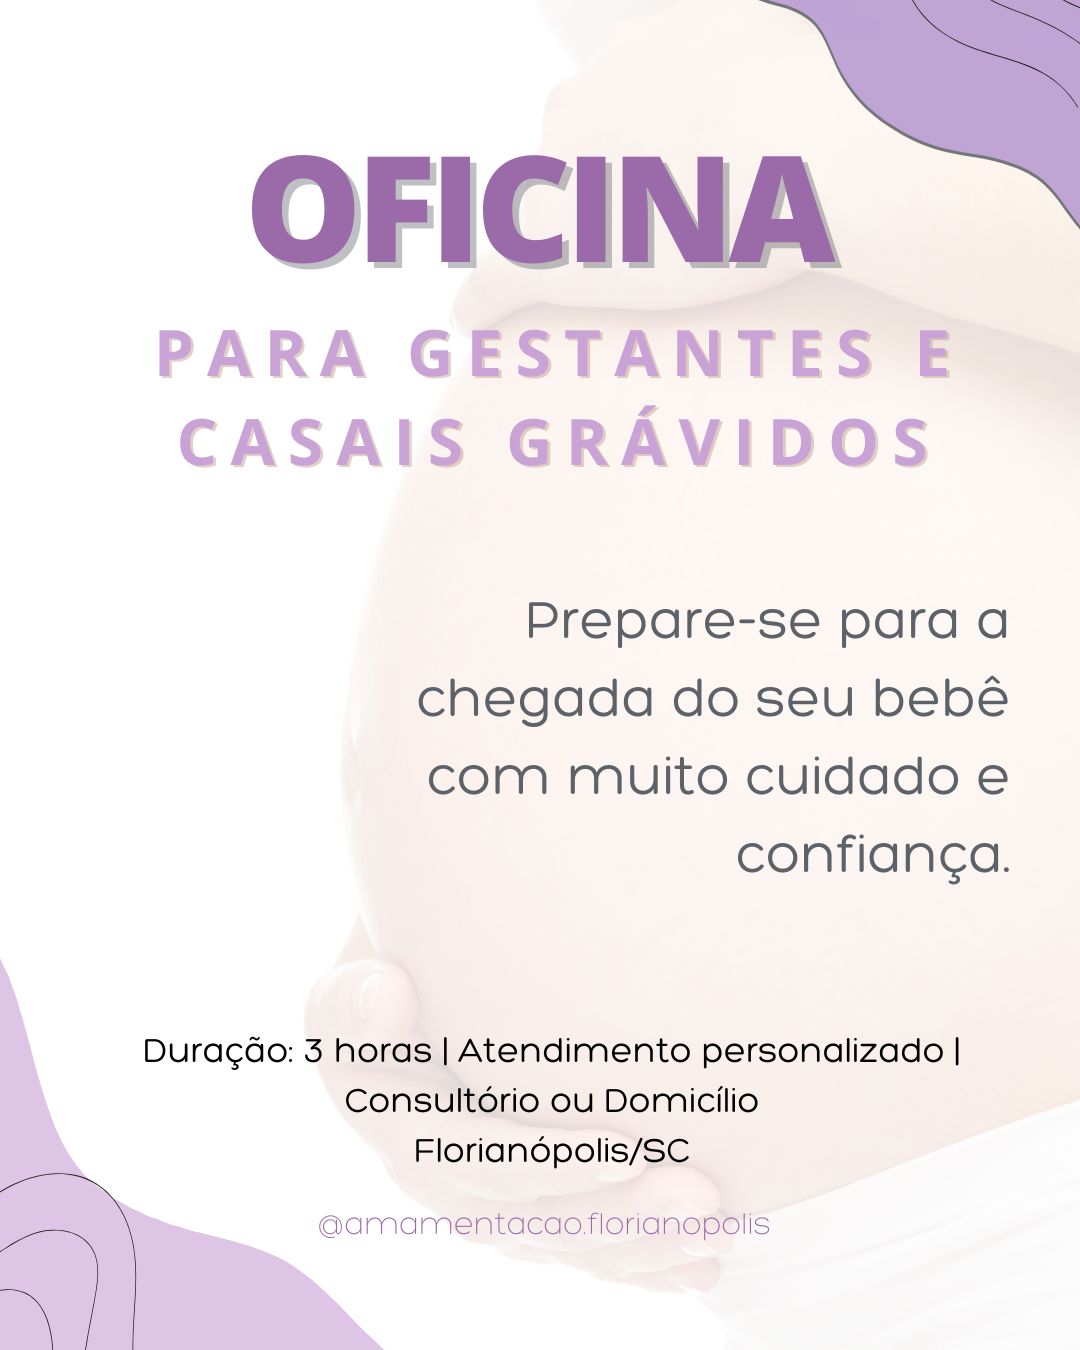 OFICINA
PARA GESTANTES E
CASAIS GRÁVIDOS
Prepare-se para a
chegada do seu bebê
com muito cuidado e
confiança.
Duração: 3 horas | Atendimento personalizado |
Consultório ou Domicílio
Florianópolis/SC
@amamentacao.florianopolis